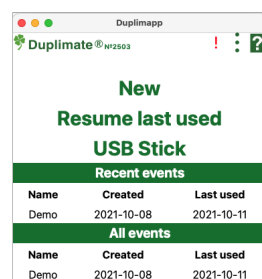 Duplimapp
Duplimate ® Nº2503 ! ?
New
Resume last used
USB Stick
Recent events
Name Created Last used
Demo 2021-10-08 2021-10-11
All events
Name Created Last used
Demo 2021-10-08 2021-10-11